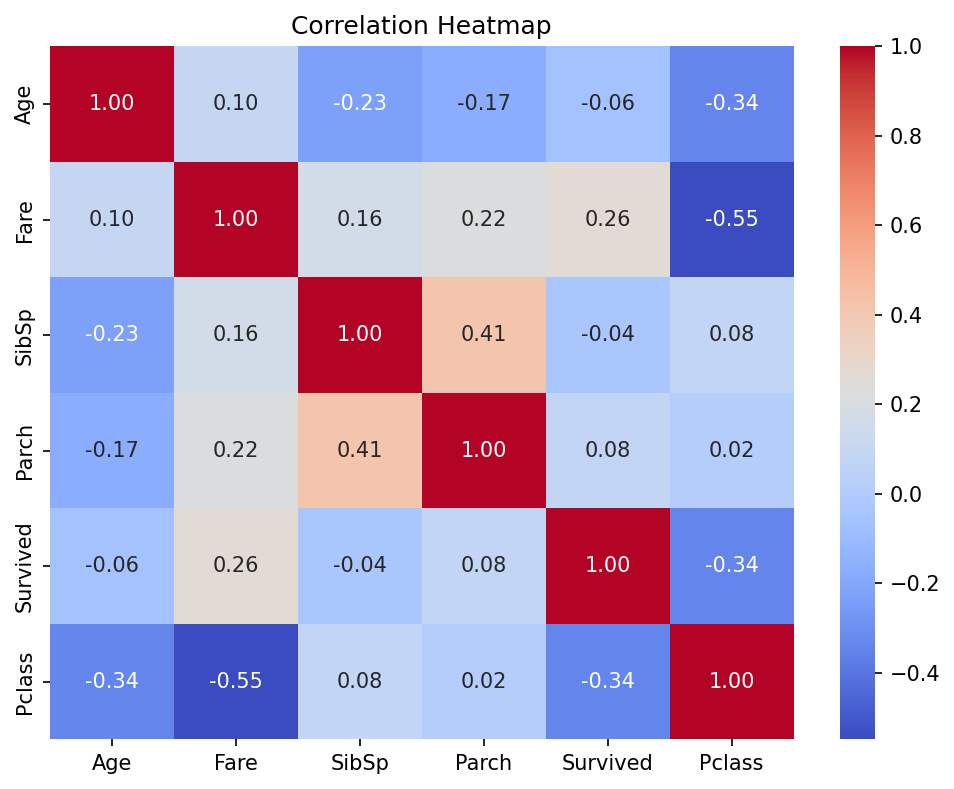 Correlation Heatmap
Age 1.00 0.10 -0.23 -0.17 -0.06 -0.34
Fare 0.10 1.00 0.16 0.22 0.26 -0.55
SibSp -0.23 0.16 1.00 0.41 -0.04 0.08
Parch -0.17 0.22 0.41 1.00 0.08 0.02
Survived -0.06 0.26 -0.04 0.08 1.00 -0.34
Pclass -0.34 -0.55 0.08 0.02 -0.34 1.00
Age Fare SibSp Parch Survived Pclass
1.0
0.8
0.6
0.4
0.2
0.0
−0.2
−0.4